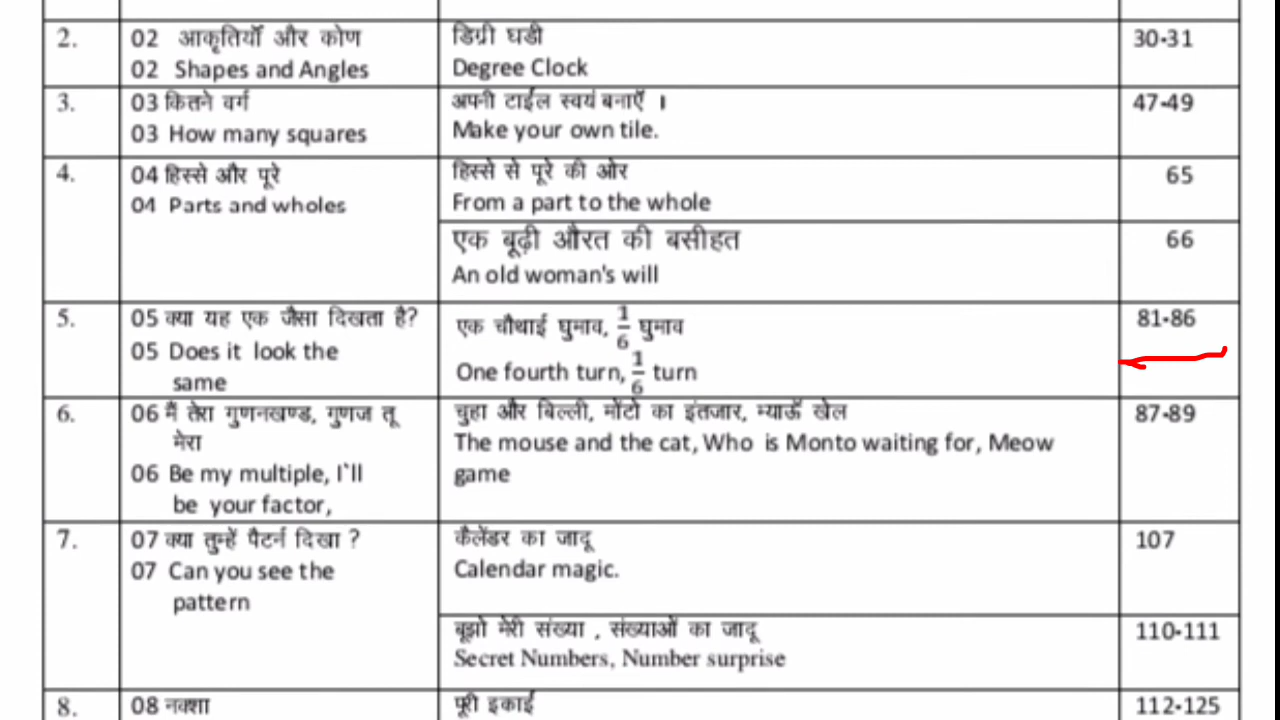 2.
02 आकृतियाँ और कोण
02 Shapes and Angles
डिग्री घडी
Degree Clock
30-31
3.
03 कितने वर्ग
03 How many squares
अपनी टाईल स्वयं बनाएँ ।
Make your own tile.
47-49
4.
04 हिस्से और पूरे
04 Parts and wholes
हिस्से से पूरे की ओर
From a part to the whole
65
एक बूढ़ी औरत की बसीहत
An old woman's will
66
5.
05 क्या यह एक जैसा दिखता है?
05 Does it look the
same
एक चौथाई घुमाव, 1/6 घुमाव
One fourth turn, 1/6 turn
81-86
6.
06 मैं तेरा गुणनखण्ड, गुणज तू
मेरा
06 Be my multiple, I`ll
be your factor,
चुहा और बिल्ली, मोंटो का इंतजार, म्याऊँ खेल
The mouse and the cat, Who is Monto waiting for, Meow
game
87-89
7.
07 क्या तुम्हें पैटर्न दिखा ?
07 Can you see the
pattern
कैलेंडर का जादू
Calendar magic.
107
बूझो मेरी संख्या , संख्याओं का जादू
Secret Numbers, Number surprise
110-111
8.
08 नक्शा
पूरी इकाई
112-125